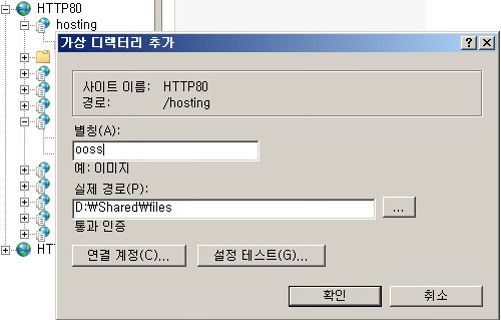 HTTP80
hosting
가상 디렉터리 추가
사이트 이름: HTTP80
경로: /hosting
별칭(A):
ooss
예: 이미지
실제 경로(P):
D:₩Shared₩files
...
통과 인증
연결 계정(C)...
설정 테스트(G)...
확인
취소